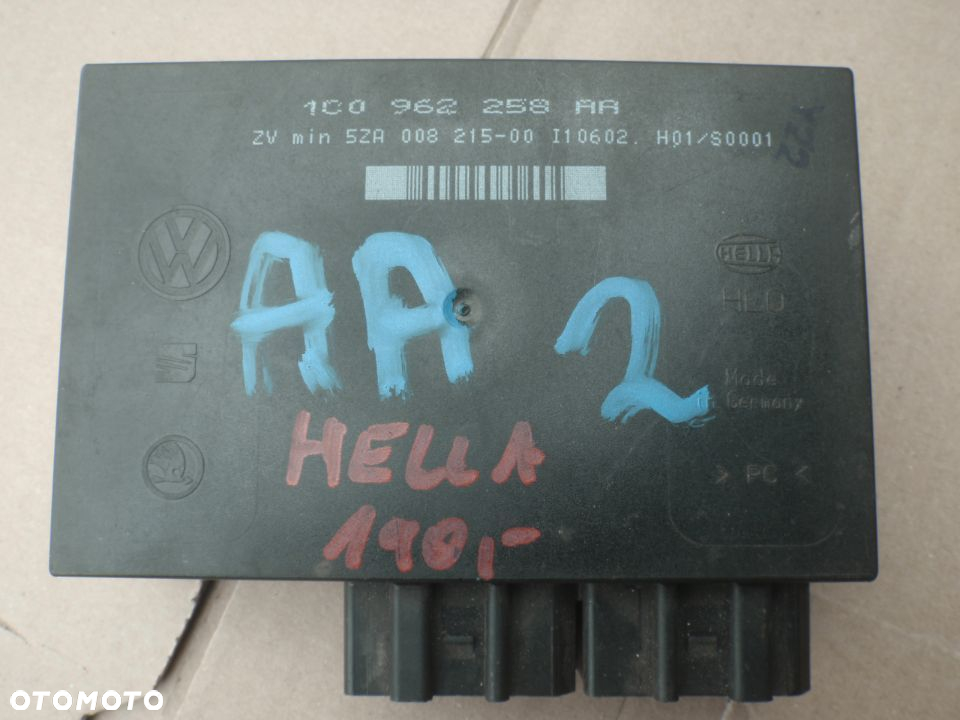 1C0 962 258 AA
ZV min 5ZA 008 215-00 I10602. H01/S0001
HELLA
HLO
AA 2
Made
in Germany
HELLA
> PC <
190,-
OTOMOTO